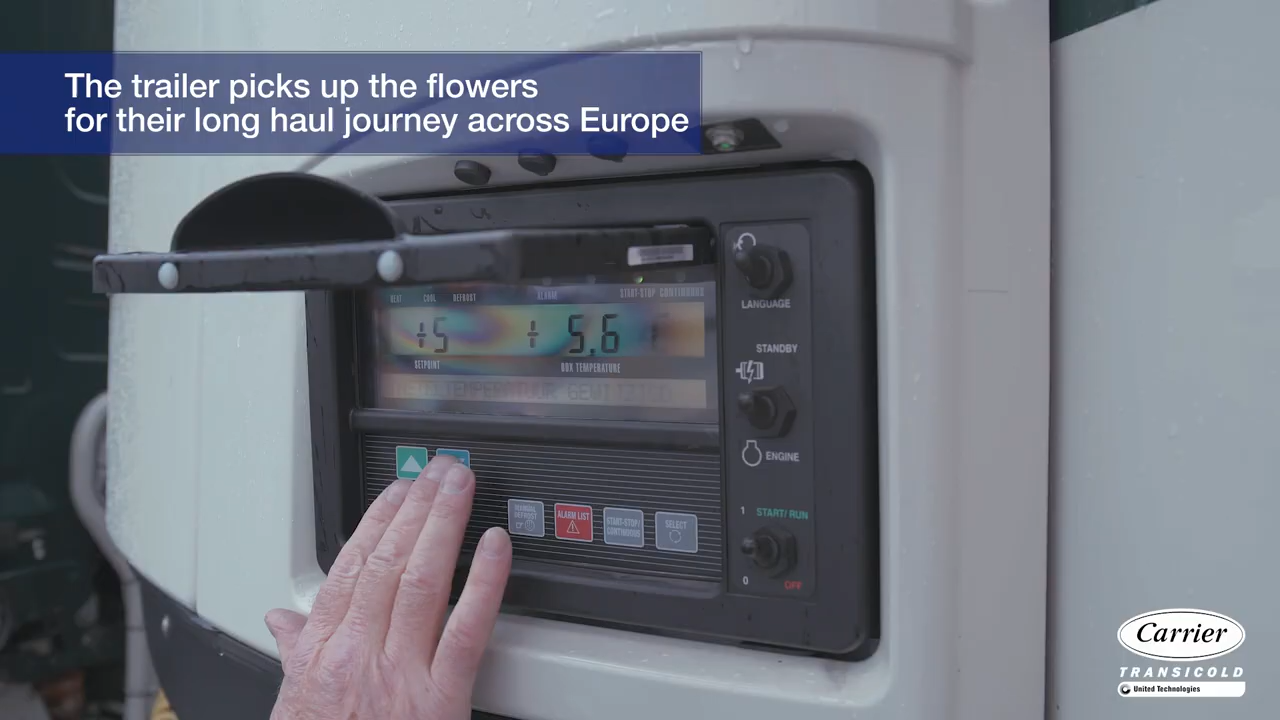 The trailer picks up the flowers
for their long haul journey across Europe
HEAT COOL DEFROST ALARM START-STOP CONTINUOUS
+5 + 5.6
SETPOINT BOX TEMPERATURE
TEMPERATUUR
LANGUAGE
STANDBY
ENGINE
1 START/RUN
0 OFF
MANUAL
DEFROST
ALARM LIST
START-STOP/
CONTINUOUS
SELECT
Carrier
TRANSICOLD
United Technologies